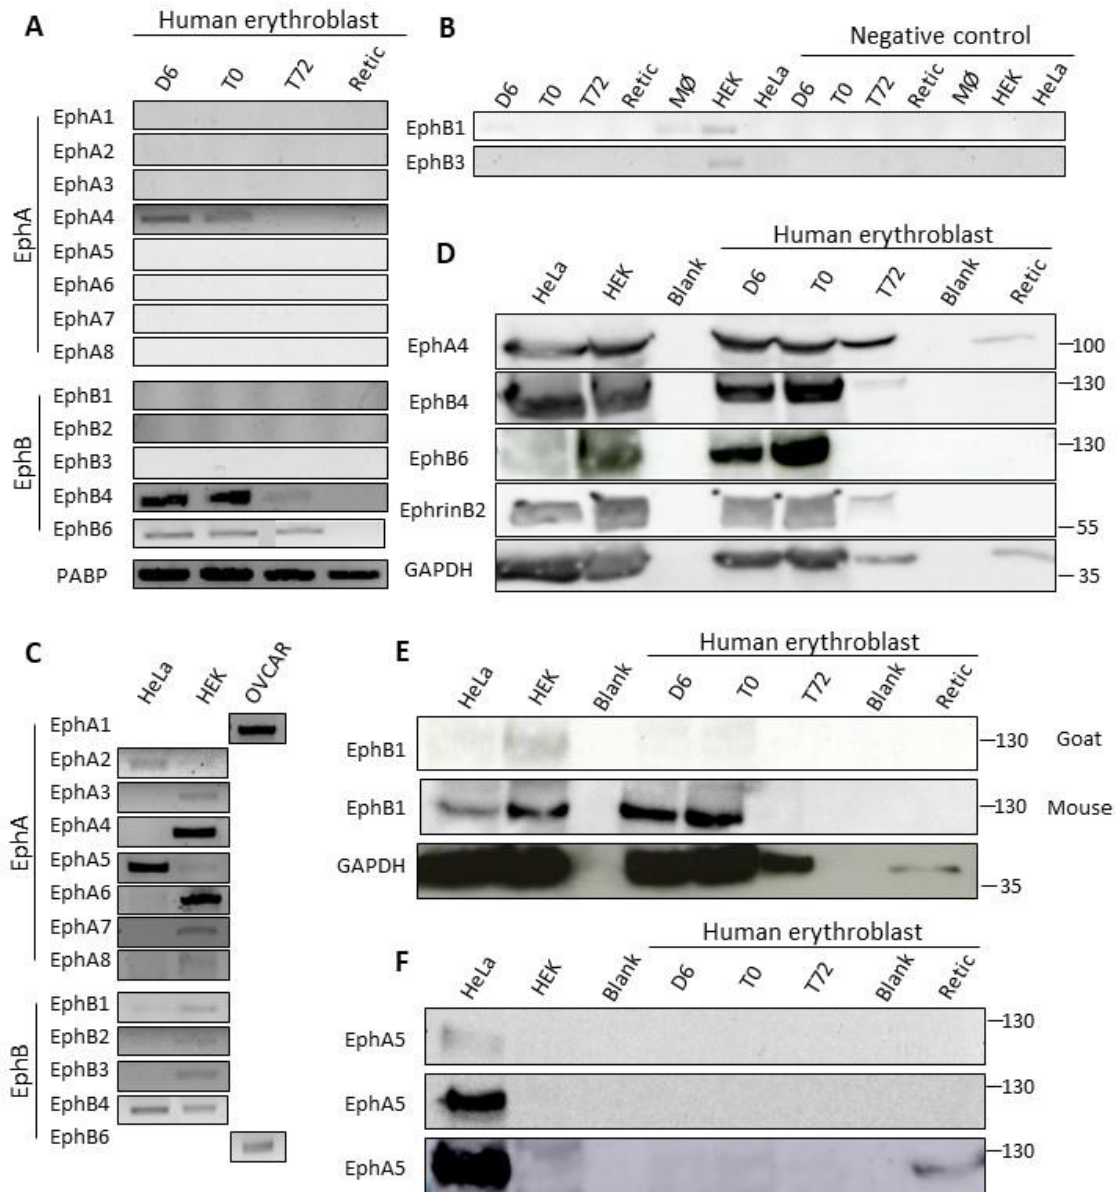 A
Human erythroblast
D6 T0 T72 Retic
EphA
EphA1
EphA2
EphA3
EphA4
EphA5
EphA6
EphA7
EphA8
EphB
EphB1
EphB2
EphB3
EphB4
EphB6
PABP
B
Negative control
D6 T0 T72 Retic MØ HEK HeLa D6 T0 T72 Retic MØ HEK HeLa
EphB1
EphB3
D
Human erythroblast
HeLa HEK Blank D6 T0 T72 Blank Retic
EphA4 100
EphB4 130
EphB6 130
EphrinB2 55
GAPDH 35
C
HeLa HEK OVCAR
EphA
EphA1
EphA2
EphA3
EphA4
EphA5
EphA6
EphA7
EphA8
EphB
EphB1
EphB2
EphB3
EphB4
EphB6
E
Human erythroblast
HeLa HEK Blank D6 T0 T72 Blank Retic
EphB1 130 Goat
EphB1 130 Mouse
GAPDH 35
F
Human erythroblast
HeLa HEK Blank D6 T0 T72 Blank Retic
EphA5 130
EphA5 130
EphA5 130